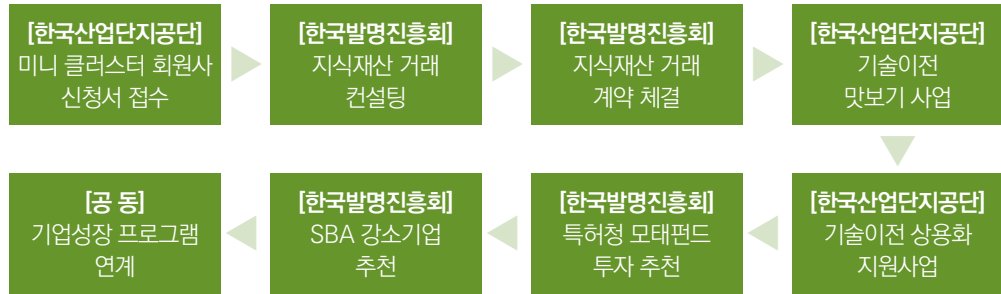 [한국산업단지공단]
미니 클러스터 회원사
신청서 접수
[한국발명진흥회]
지식재산 거래
컨설팅
[한국발명진흥회]
지식재산 거래
계약 체결
[한국산업단지공단]
기술이전
맛보기 사업
[한국산업단지공단]
기술이전 상용화
지원사업
[한국발명진흥회]
특허청 모태펀드
투자 추천
[한국발명진흥회]
SBA 강소기업
추천
[공 동]
기업성장 프로그램
연계